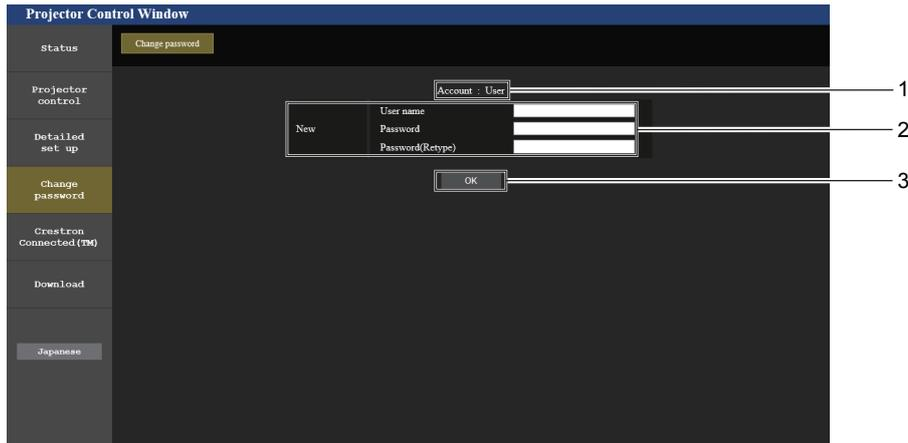 Projector Control Window
Status
Change password
Projector
control
Detailed
set up
Change
password
Crestron
Connected(TM)
Download
Japanese
Account : User
1
New
User name
Password
Password(Retype)
2
OK
3